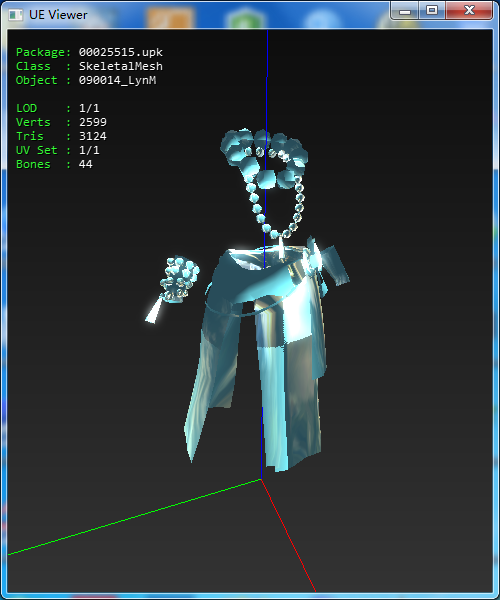 UE Viewer
Package: 00025515.upk
Class : SkeletalMesh
Object : 090014_LynM
LOD : 1/1
Verts : 2599
Tris : 3124
UV Set : 1/1
Bones : 44